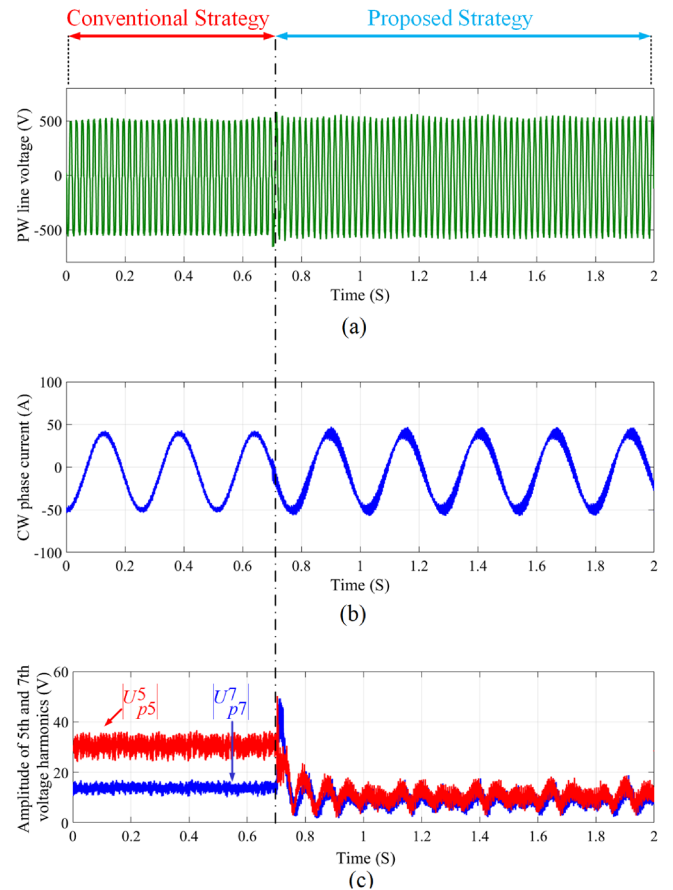 Conventional Strategy
Proposed Strategy
PW line voltage (V)
500
0
-500
0 0.2 0.4 0.6 0.8 1 1.2 1.4 1.6 1.8 2
Time (S)
(a)
CW phase current (A)
100
50
0
-50
-100
0 0.2 0.4 0.6 0.8 1 1.2 1.4 1.6 1.8 2
Time (S)
(b)
Amplitude of 5th and 7th
voltage harmonics (V)
60
40
20
0
|U^5_{p5}|
|U^7_{p7}|
0 0.2 0.4 0.6 0.8 1 1.2 1.4 1.6 1.8 2
Time (S)
(c)